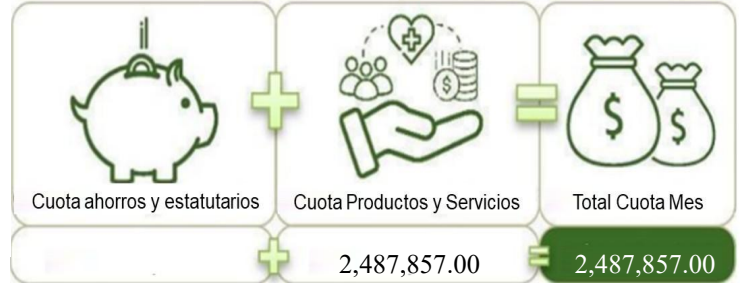 Cuota ahorros y estatutarios
Cuota Productos y Servicios
Total Cuota Mes
2,487,857.00
2,487,857.00